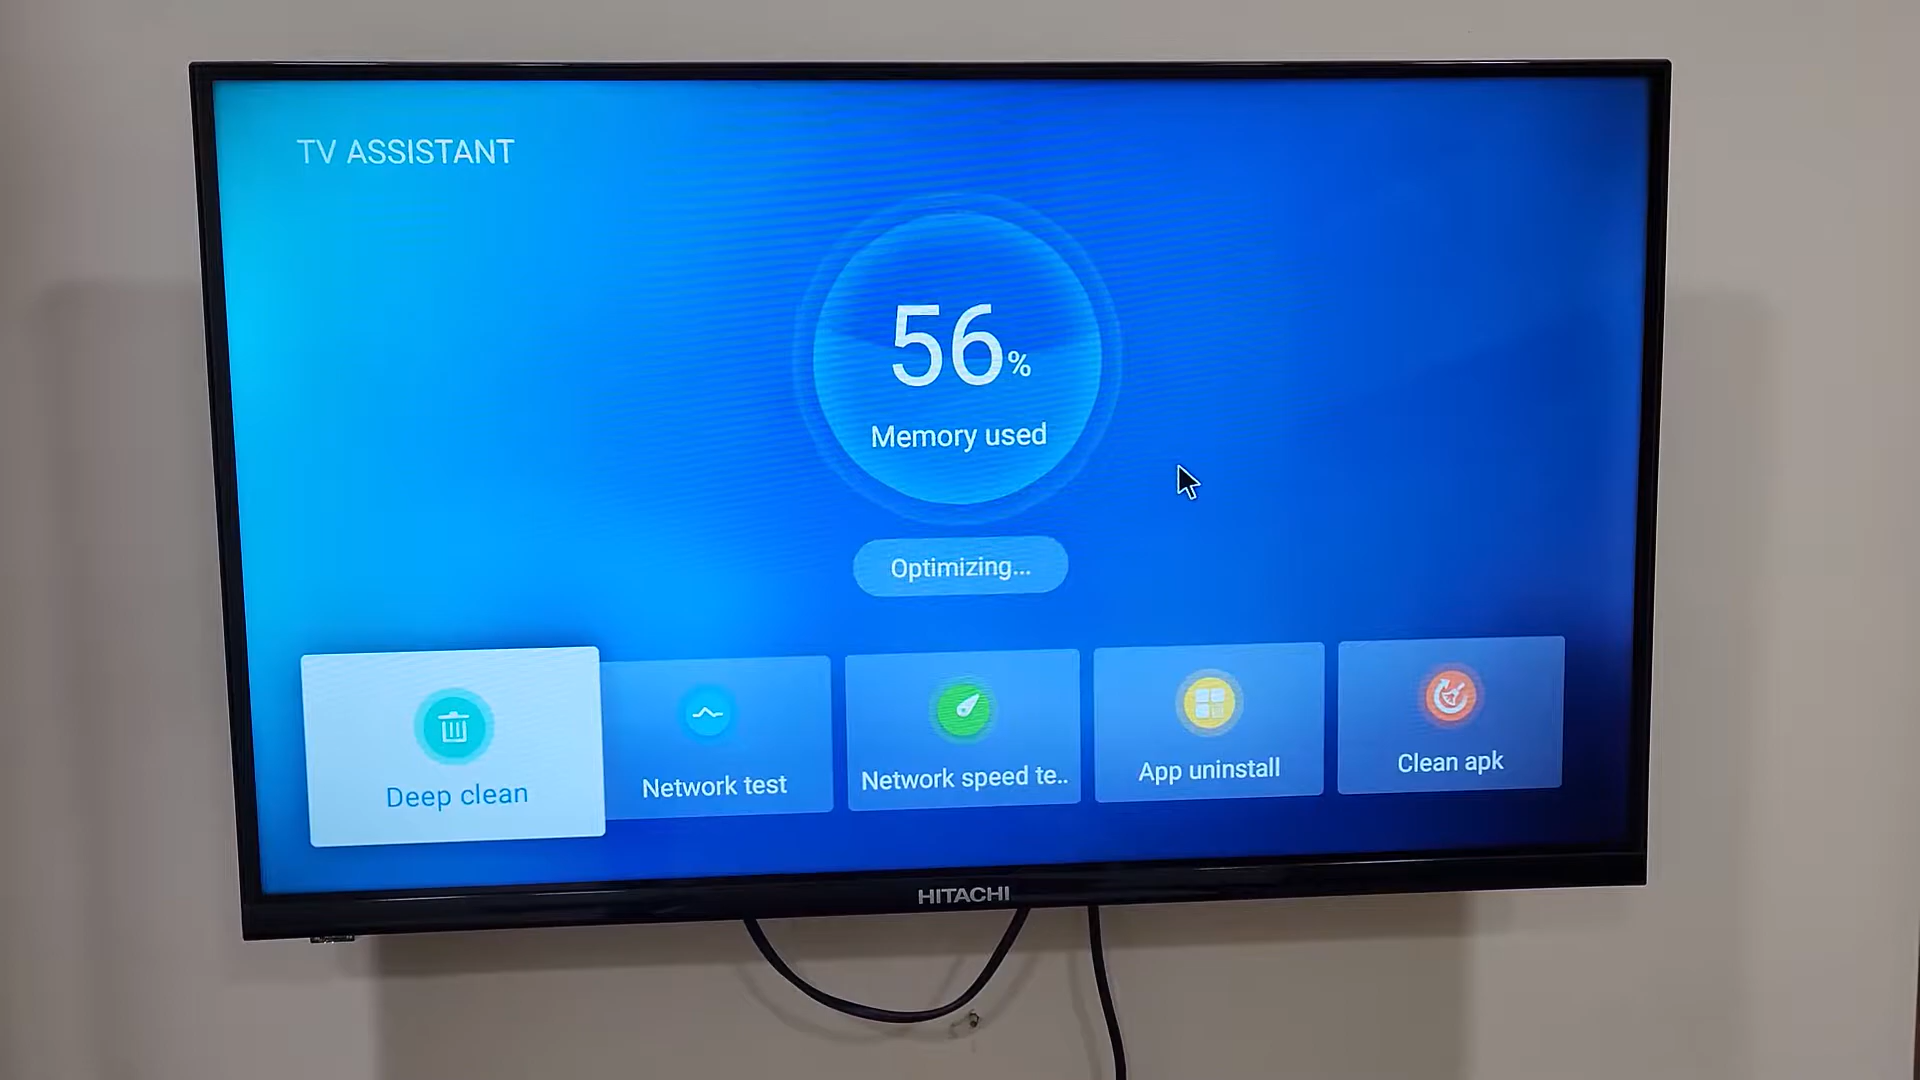 TV ASSISTANT
56%
Memory used
Optimizing...
Deep clean
Network test
Network speed te..
App uninstall
Clean apk
HITACHI